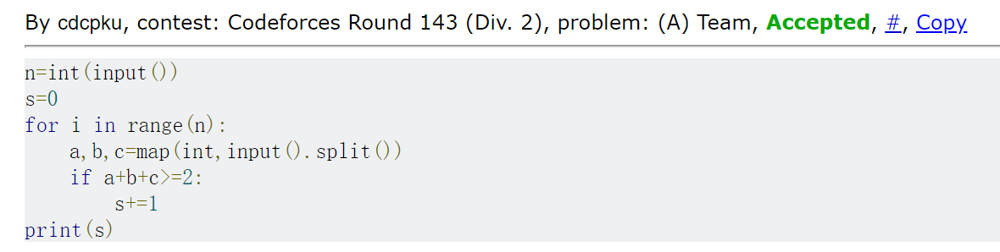 By cdcpku, contest: Codeforces Round 143 (Div. 2), problem: (A) Team, Accepted, #, Copy
n=int(input())
s=0
for i in range(n):
    a,b,c=map(int,input().split())
    if a+b+c>=2:
        s+=1
print(s)